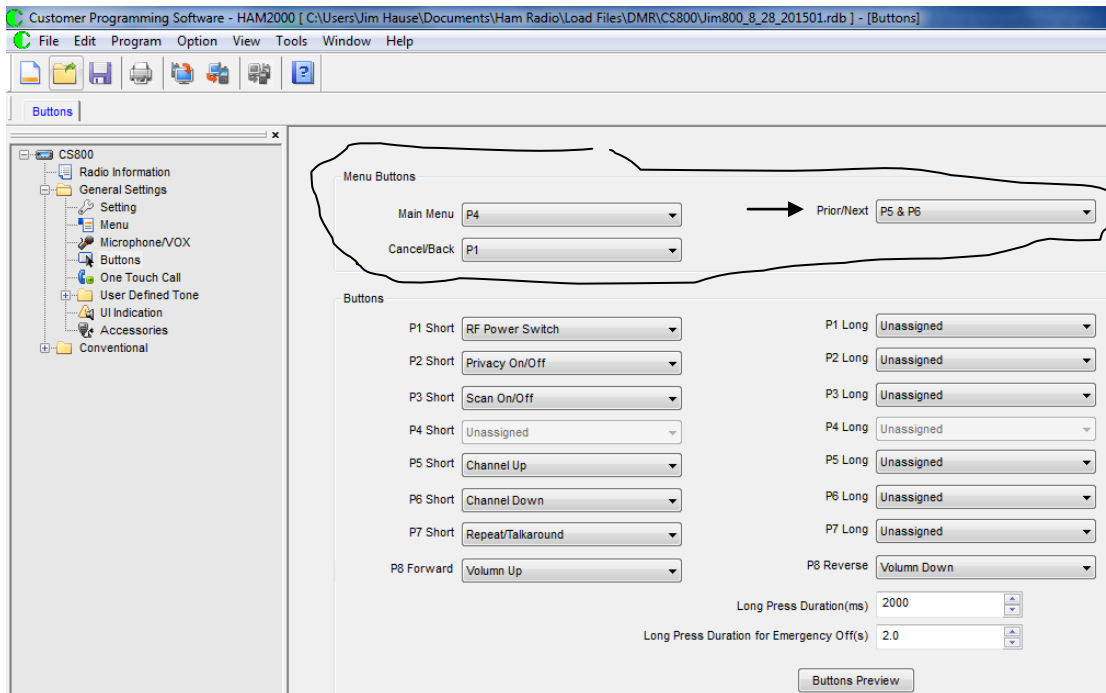 Customer Programming Software - HAM2000 [ C:\Users\Jim Hause\Documents\Ham Radio\Load Files\DMR\CS800\Jim800_8_28_201501.rdb ] - [Buttons]
File Edit Program Option View Tools Window Help
Buttons
CS800
Radio Information
General Settings
Setting
Menu
Microphone/VOX
Buttons
One Touch Call
User Defined Tone
UI Indication
Accessories
Conventional
Menu Buttons
Main Menu P4 Prior/Next P5 & P6
Cancel/Back P1
Buttons
P1 Short RF Power Switch P1 Long Unassigned
P2 Short Privacy On/Off P2 Long Unassigned
P3 Short Scan On/Off P3 Long Unassigned
P4 Short Unassigned P4 Long Unassigned
P5 Short Channel Up P5 Long Unassigned
P6 Short Channel Down P6 Long Unassigned
P7 Short Repeat/Talkaround P7 Long Unassigned
P8 Forward Volumn Up P8 Reverse Volumn Down
Long Press Duration(ms) 2000
Long Press Duration for Emergency Off(s) 2.0
Buttons Preview